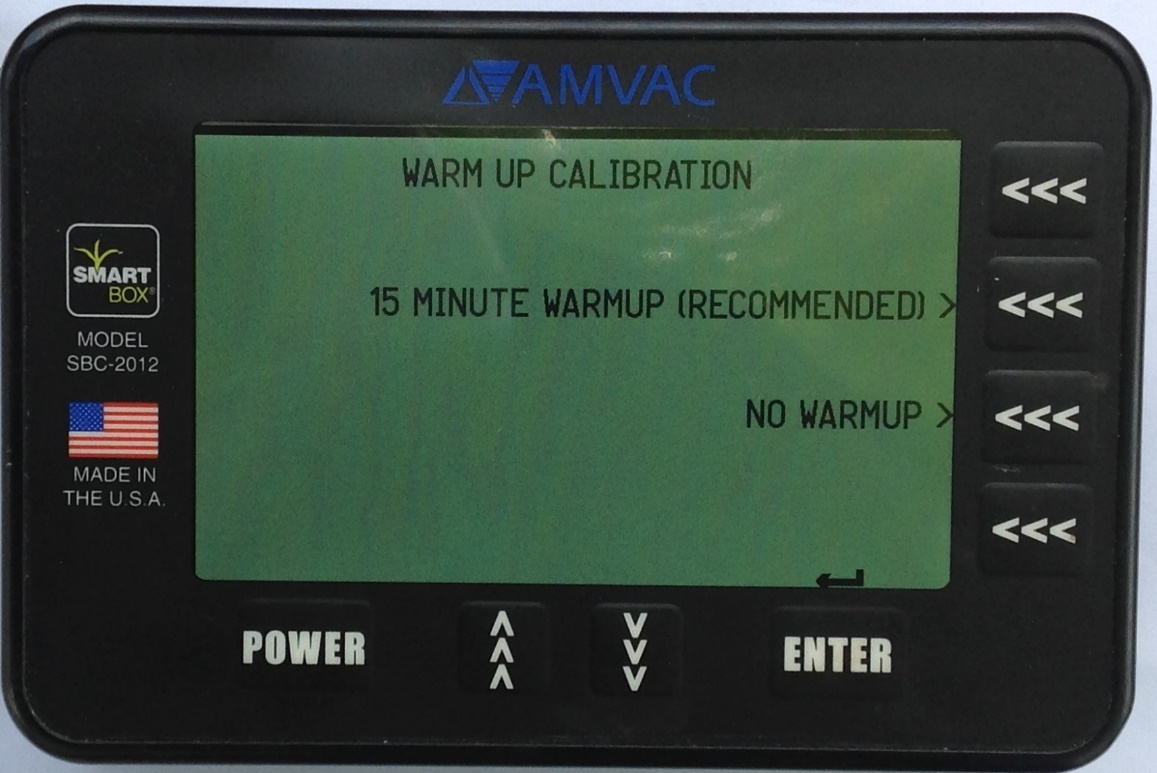 AMVAC
WARM UP CALIBRATION
<<<
SMART
BOX®
MODEL
SBC-2012
15 MINUTE WARMUP (RECOMMENDED) >
<<<
NO WARMUP >
<<<
MADE IN
THE U.S.A.
<<<
POWER
ENTER